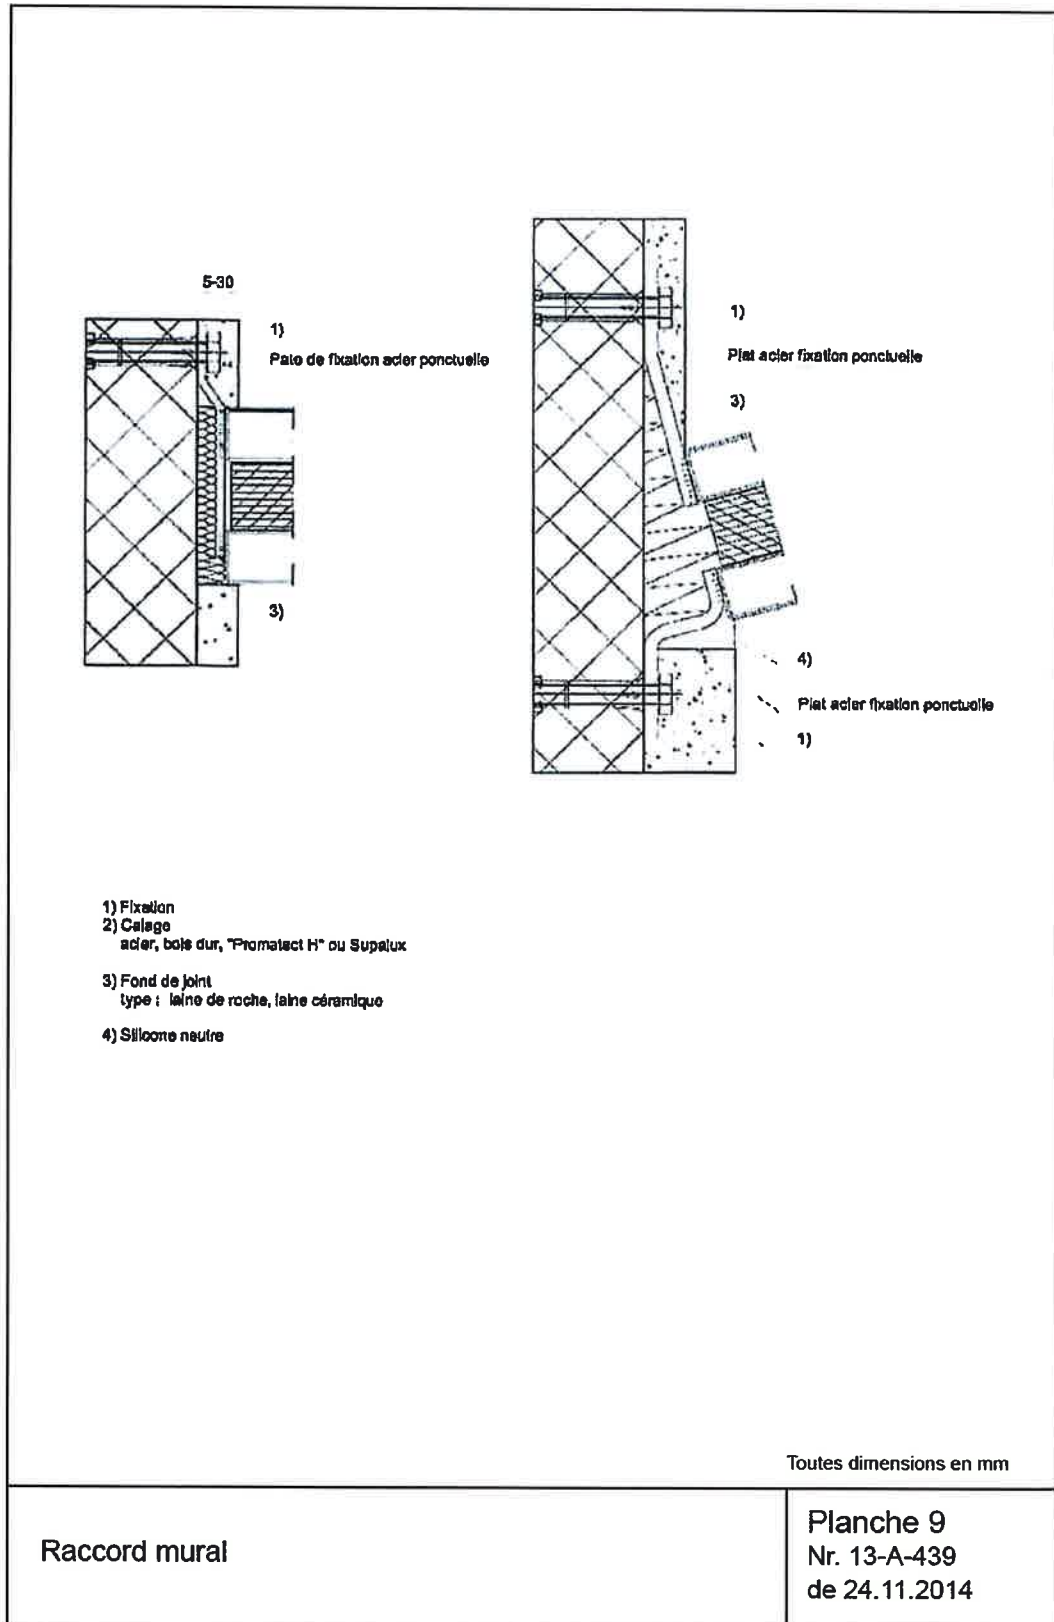 5-30
1)
Pate de fixation acier ponctuelle
3)
1)
Plat acier fixation ponctuelle
3)
4)
Plat acier fixation ponctuelle
1)
1) Fixation
2) Calage
acier, bois dur, "Promatect H" ou Supalux
3) Fond de joint
type : laine de roche, laine céramique
4) Silicone neutre
Toutes dimensions en mm
Raccord mural
Planche 9
Nr. 13-A-439
de 24.11.2014